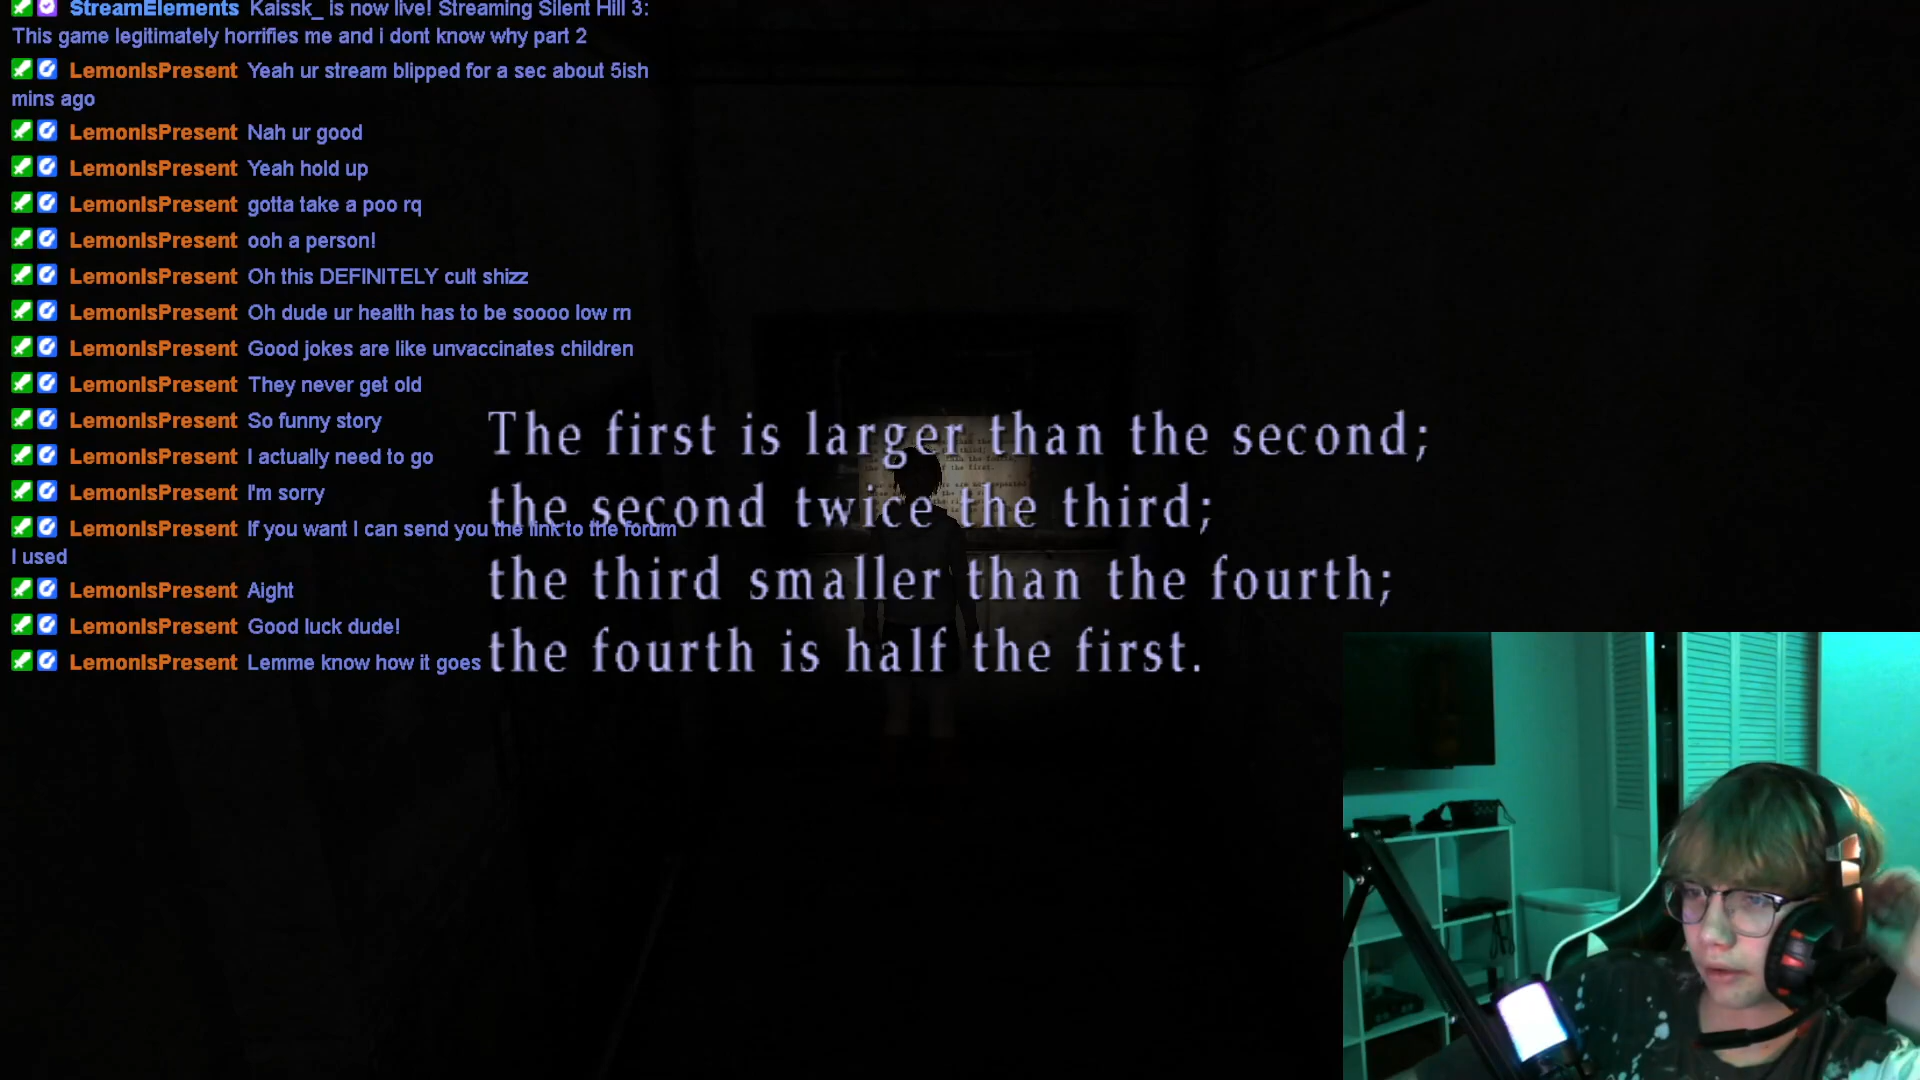 StreamElements Kaissk_ is now live! Streaming Silent Hill 3:
This game legitimately horrifies me and i dont know why part 2
LemonIsPresent Yeah ur stream blipped for a sec about 5ish
mins ago
LemonIsPresent Nah ur good
LemonIsPresent Yeah hold up
LemonIsPresent gotta take a poo rq
LemonIsPresent ooh a person!
LemonIsPresent Oh this DEFINITELY cult shizz
LemonIsPresent Oh dude ur health has to be soooo low rn
LemonIsPresent Good jokes are like unvaccinates children
LemonIsPresent They never get old
LemonIsPresent So funny story
LemonIsPresent I actually need to go
LemonIsPresent I'm sorry
LemonIsPresent If you want I can send you the link to the forum
I used
LemonIsPresent Aight
LemonIsPresent Good luck dude!
LemonIsPresent Lemme know how it goes
The first is larger than the second;
the second twice the third;
the third smaller than the fourth;
the fourth is half the first.